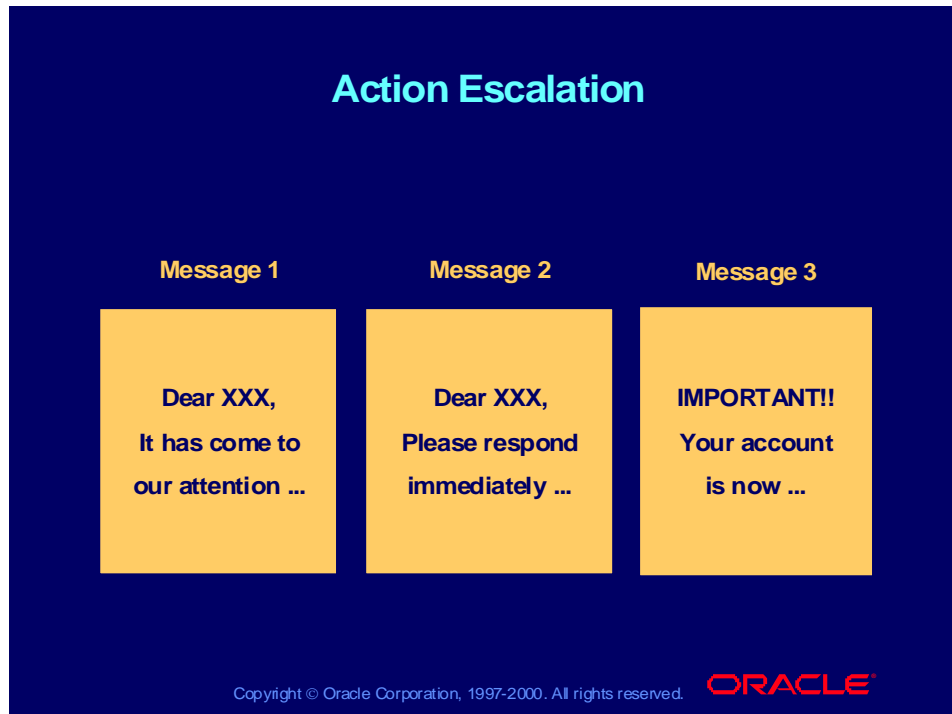 Action Escalation
Message 1
Message 2
Message 3
Dear XXX,
It has come to
our attention ...
Dear XXX,
Please respond
immediately ...
IMPORTANT!!
Your account
is now ...
Copyright © Oracle Corporation, 1997-2000. All rights reserved.
ORACLE®